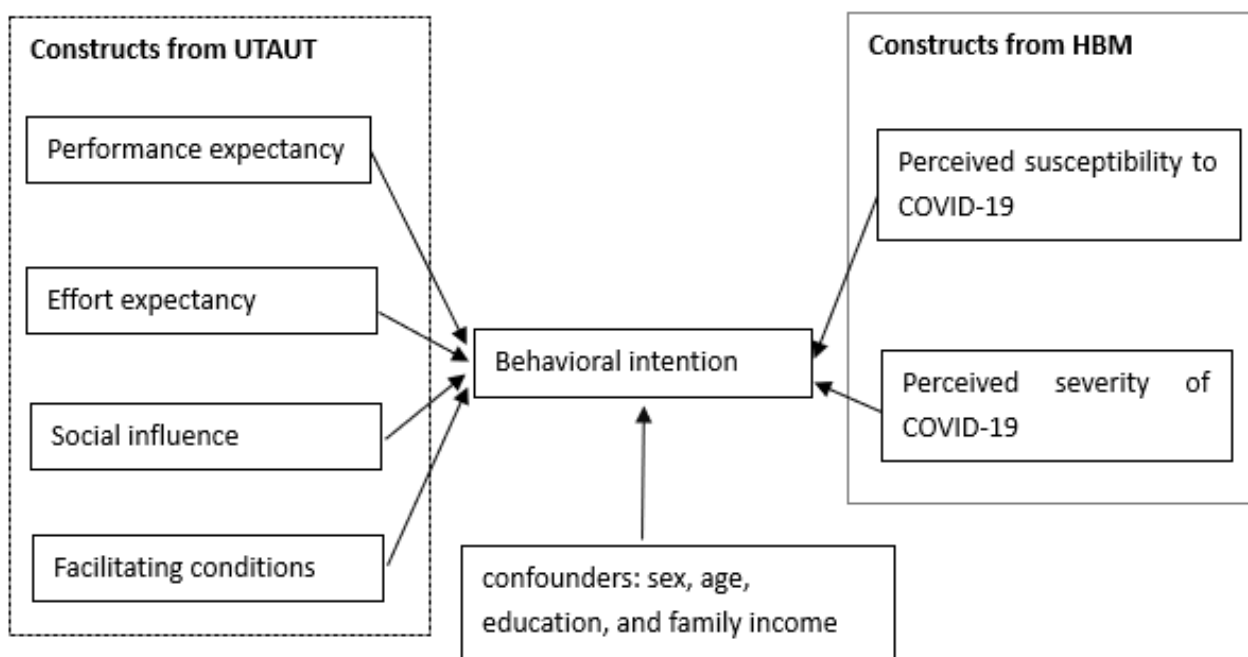 Constructs from UTAUT
Performance expectancy
Effort expectancy
Social influence
Facilitating conditions
Behavioral intention
confounders: sex, age,
education, and family income
Constructs from HBM
Perceived susceptibility to
COVID-19
Perceived severity of
COVID-19